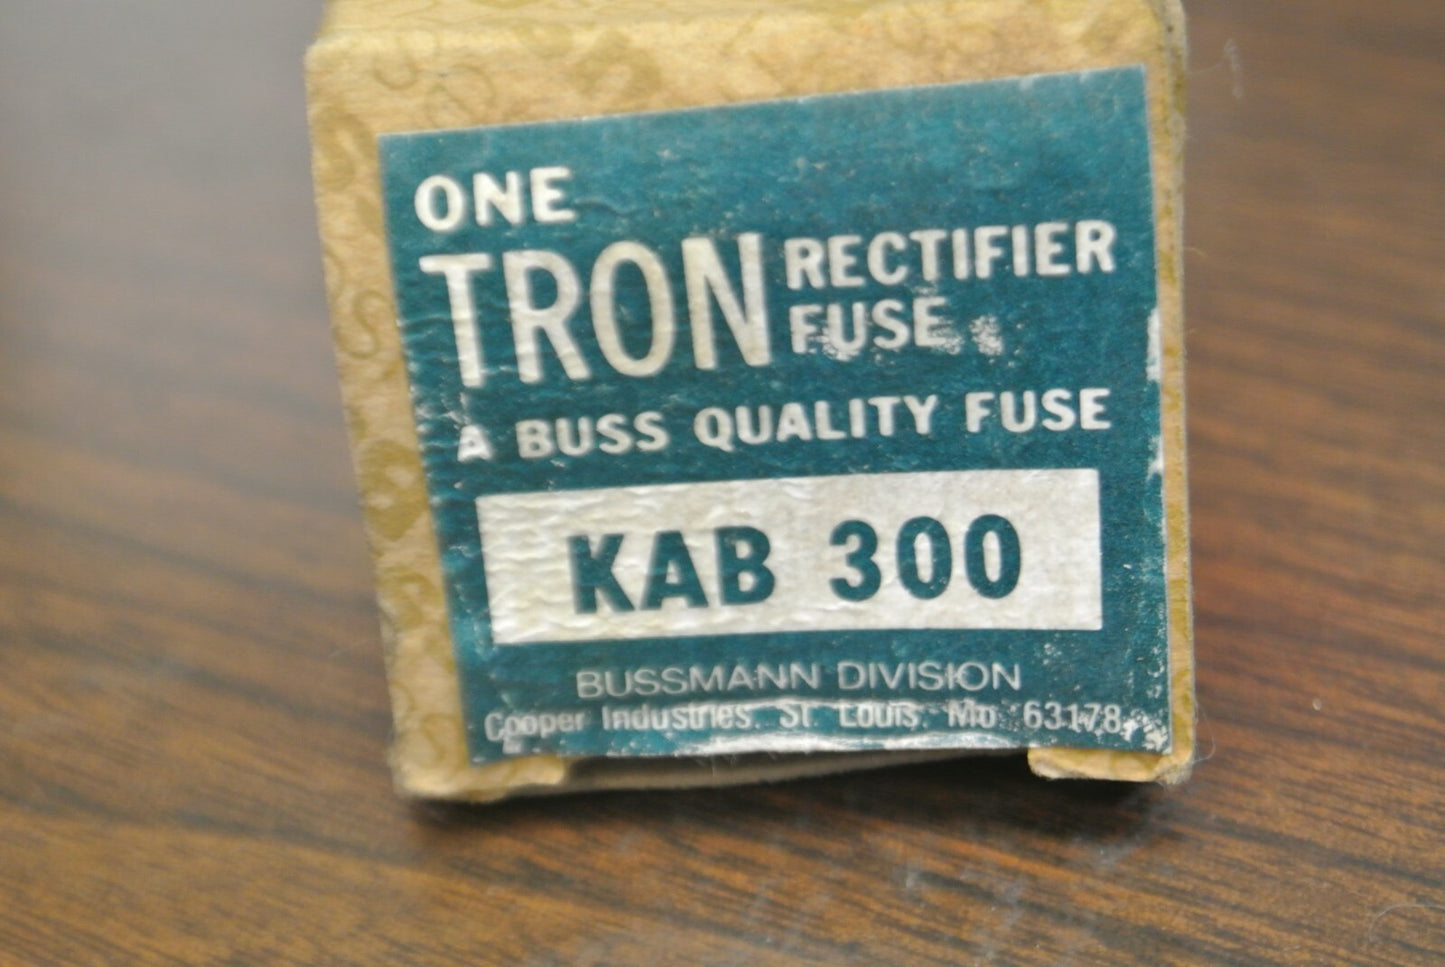 ONE
TRON RECTIFIER
FUSE
A BUSS QUALITY FUSE
KAB 300
BUSSMANN DIVISION
Cooper Industries. St. Louis, Mo 63178